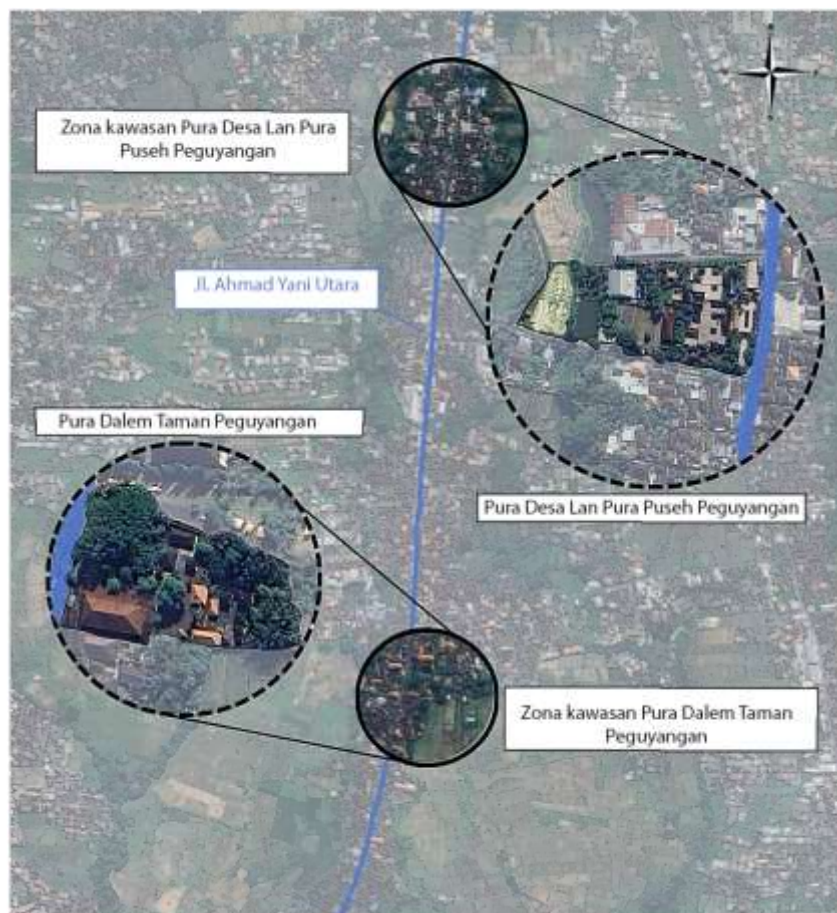 Zona kawasan Pura Desa Lan Pura
Puseh Peguyangan
Jl. Ahmad Yani Utara
Pura Dalem Taman Peguyangan
Pura Desa Lan Pura Puseh Peguyangan
Zona kawasan Pura Dalem Taman
Peguyangan